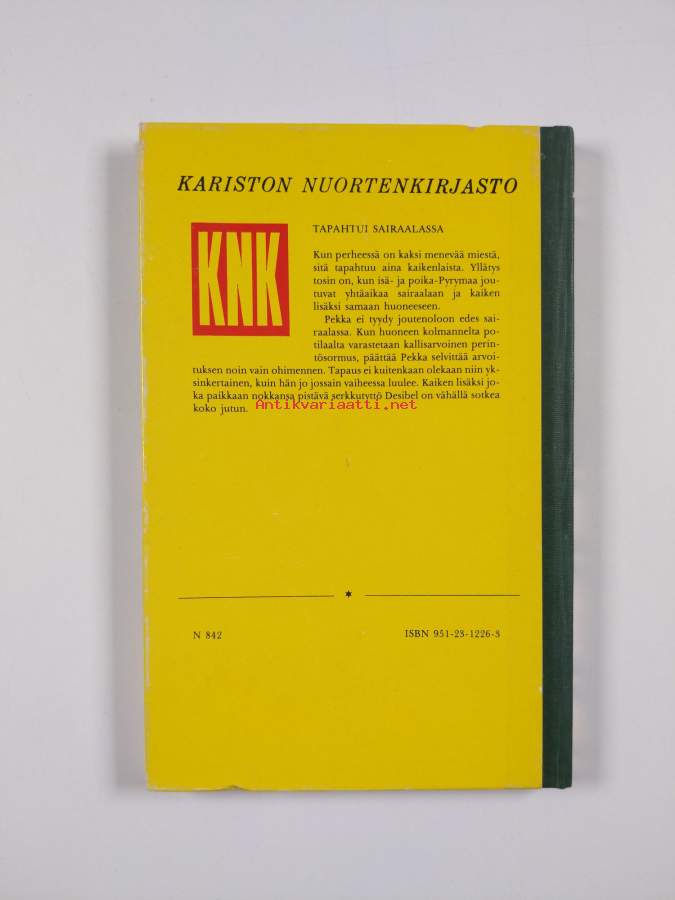 KARISTON NUORTENKIRJASTO
KNK
TAPAHTUI SAIRAALASSA
Kun perheessä on kaksi menevää miestä,
sitä tapahtuu aina kaikenlaista. Yllätys
tosin on, kun isä- ja poika-Pyrymaa jou-
tuvat yhtäaikaa sairaalaan ja kaiken
lisäksi samaan huoneeseen.
Pekka ei tyydy joutenoloon edes sai-
raalassa. Kun huoneen kolmannelta po-
tilaalta varastetaan kallisarvoinen perin-
tösormus, päättää Pekka selvittää arvoi-
tuksen noin vain ohimennen. Tapaus ei kuitenkaan olekaan niin yk-
sinkertainen, kuin hän jo jossain vaiheessa luulee. Kaiken lisäksi jo-
ka paikkaan nokkansa pistävä serkkutyttö Desibel on vähällä sotkea
koko jutun.
Antikvariaatti.net
N 842
ISBN 951-23-1226-3